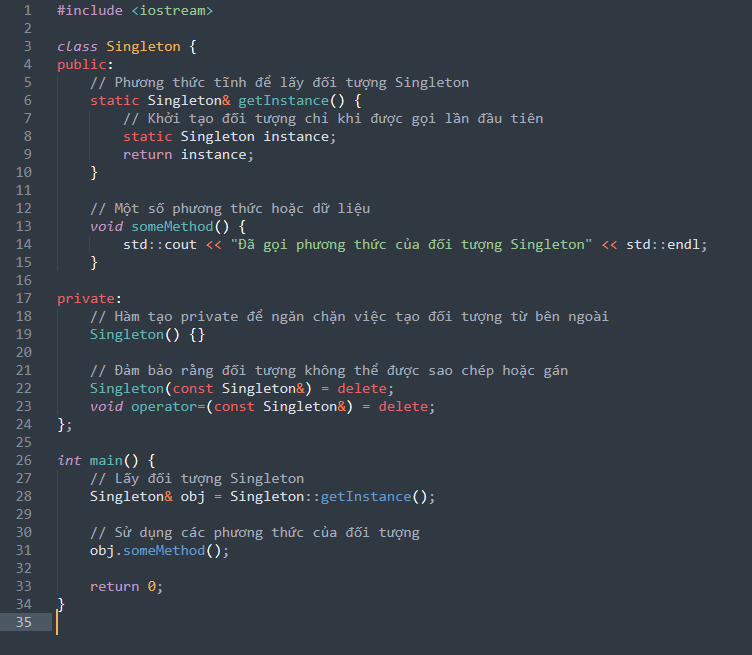 1 #include <iostream>
2
3 class Singleton {
4 public:
5     // Phương thức tĩnh để lấy đối tượng Singleton
6     static Singleton& getInstance() {
7         // Khởi tạo đối tượng chỉ khi được gọi lần đầu tiên
8         static Singleton instance;
9         return instance;
10     }
11
12     // Một số phương thức hoặc dữ liệu
13     void someMethod() {
14         std::cout << "Đã gọi phương thức của đối tượng Singleton" << std::endl;
15     }
16
17 private:
18     // Hàm tạo private để ngăn chặn việc tạo đối tượng từ bên ngoài
19     Singleton() {}
20
21     // Đảm bảo rằng đối tượng không thể được sao chép hoặc gán
22     Singleton(const Singleton&) = delete;
23     void operator=(const Singleton&) = delete;
24 };
25
26 int main() {
27     // Lấy đối tượng Singleton
28     Singleton& obj = Singleton::getInstance();
29
30     // Sử dụng các phương thức của đối tượng
31     obj.someMethod();
32
33     return 0;
34 }
35